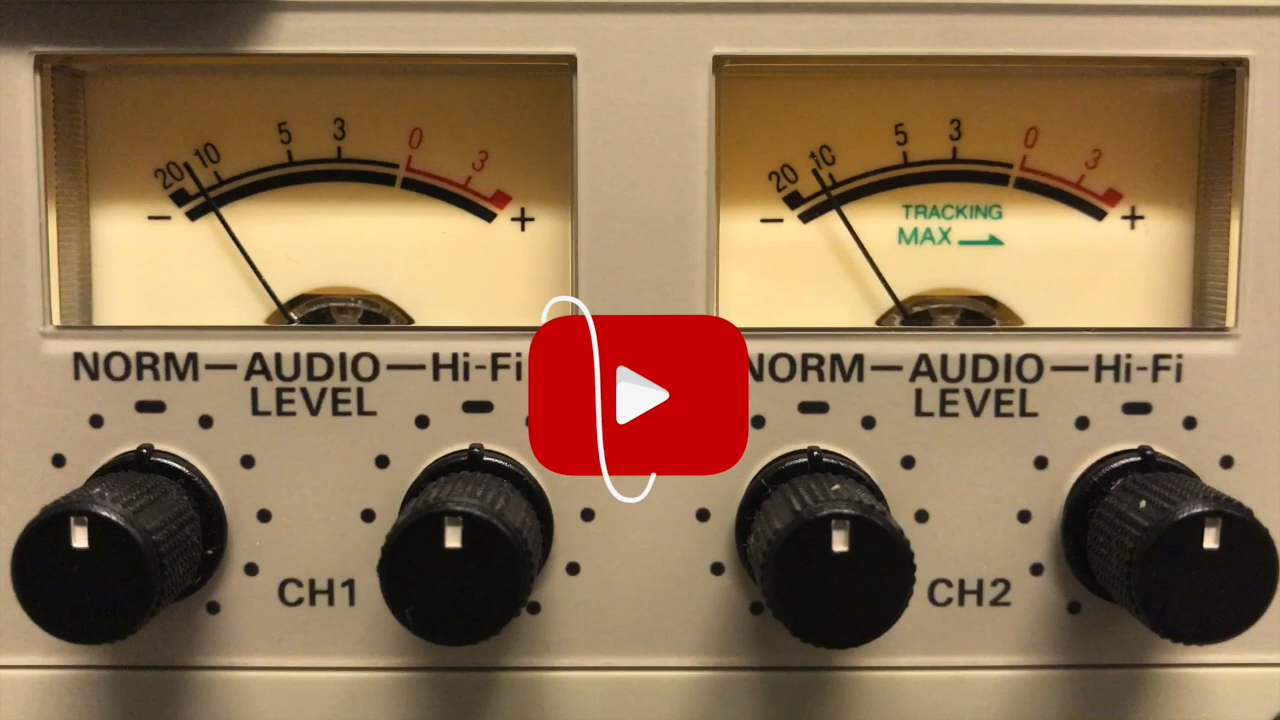 20 10 5 3 0 3
- +
20 10 5 3 0 3
- +
TRACKING
MAX
NORM—AUDIO—Hi-Fi
LEVEL
NORM—AUDIO—Hi-Fi
LEVEL
CH1
CH2